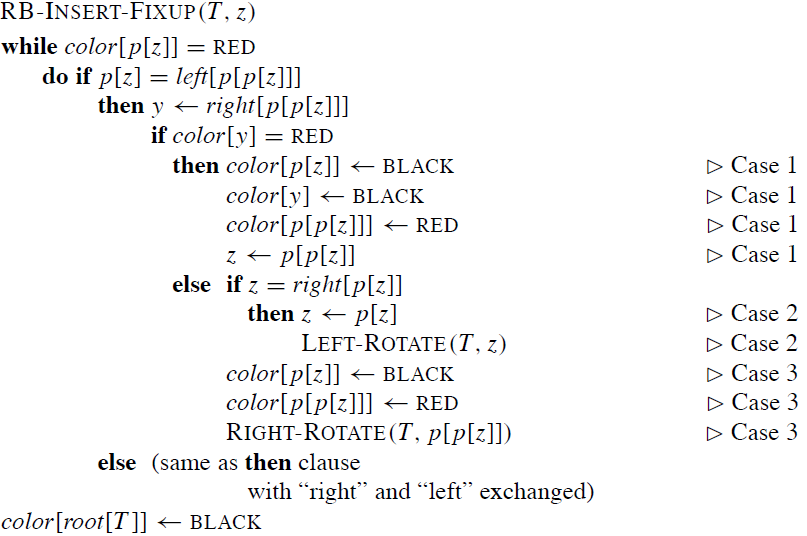 RB-INSERT-FIXUP(T, z)
while color[p[z]] = RED
do if p[z] = left[p[p[z]]]
then y ← right[p[p[z]]]
if color[y] = RED
then color[p[z]] ← BLACK ▷ Case 1
color[y] ← BLACK ▷ Case 1
color[p[p[z]]] ← RED ▷ Case 1
z ← p[p[z]] ▷ Case 1
else if z = right[p[z]]
then z ← p[z] ▷ Case 2
LEFT-ROTATE(T, z) ▷ Case 2
color[p[z]] ← BLACK ▷ Case 3
color[p[p[z]]] ← RED ▷ Case 3
RIGHT-ROTATE(T, p[p[z]]) ▷ Case 3
else (same as then clause
with “right” and “left” exchanged)
color[root[T]] ← BLACK